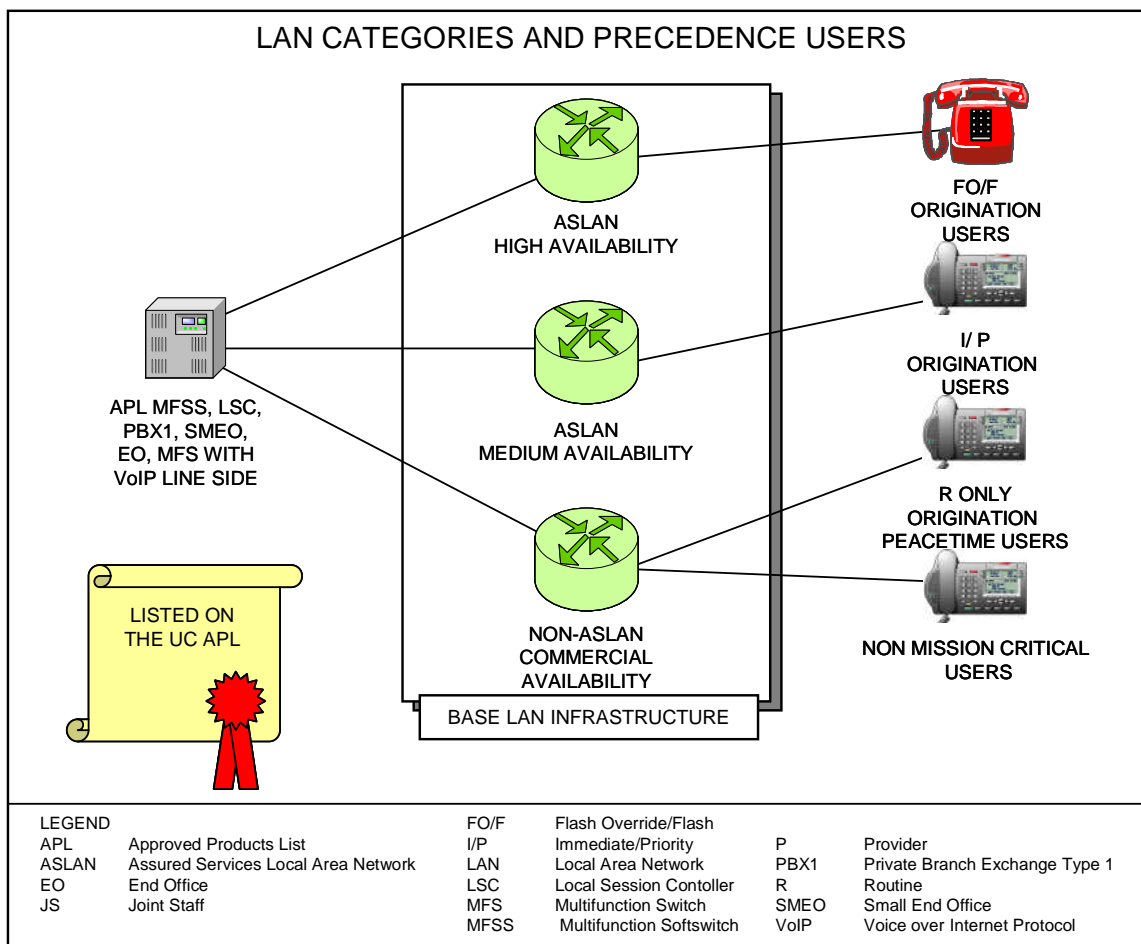 LAN CATEGORIES AND PRECEDENCE USERS
ASLAN
HIGH AVAILABILITY
FO/F
ORIGINATION
USERS
APL MFSS, LSC,
PBX1, SMEO,
EO, MFS WITH
VoIP LINE SIDE
ASLAN
MEDIUM AVAILABILITY
I/ P
ORIGINATION
USERS
R ONLY
ORIGINATION
PEACETIME USERS
LISTED ON
THE UC APL
NON-ASLAN
COMMERCIAL
AVAILABILITY
NON MISSION CRITICAL
USERS
BASE LAN INFRASTRUCTURE
LEGEND
APL Approved Products List
ASLAN Assured Services Local Area Network
EO End Office
JS Joint Staff
FO/F Flash Override/Flash
I/P Immediate/Priority
LAN Local Area Network
LSC Local Session Contoller
MFS Multifunction Switch
MFSS Multifunction Softswitch
P Provider
PBX1 Private Branch Exchange Type 1
R Routine
SMEO Small End Office
VoIP Voice over Internet Protocol